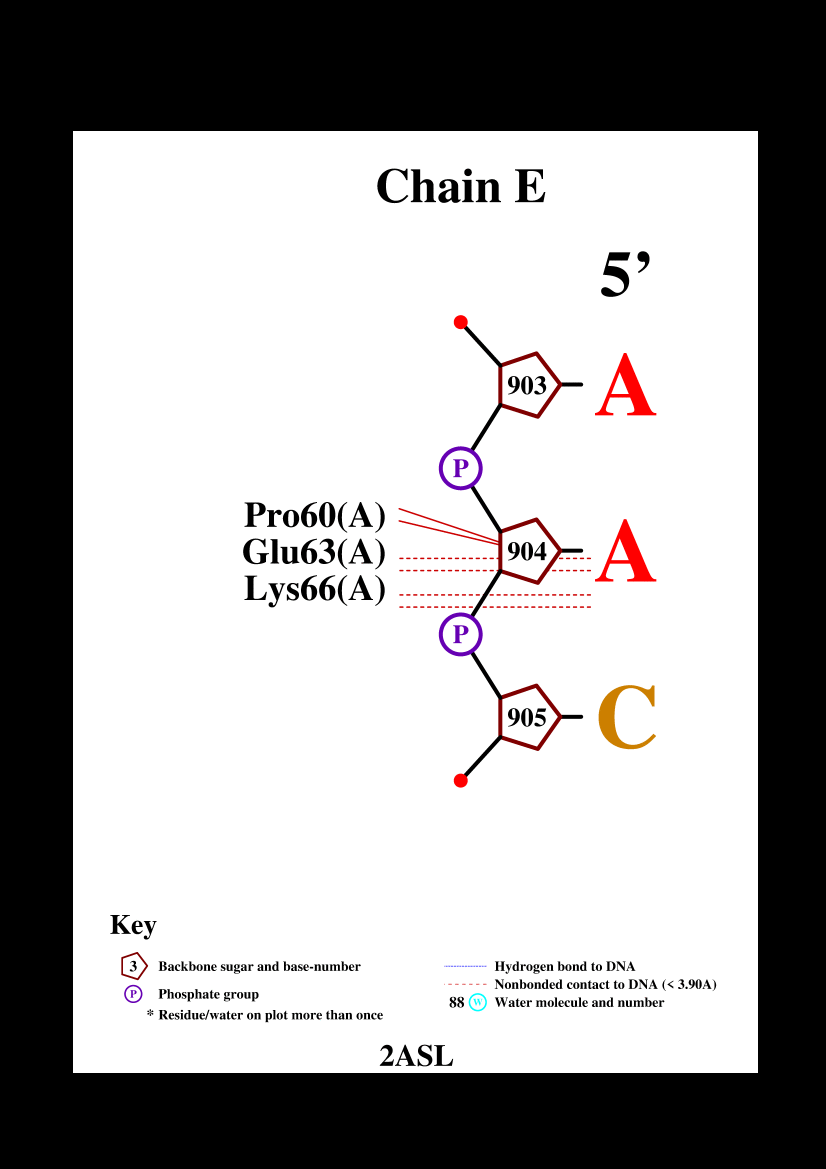 Chain E
5’
903 A
P
Pro60(A)
Glu63(A)
904 A
Lys66(A)
P
905 C
Key
3 Backbone sugar and base-number
P Phosphate group
* Residue/water on plot more than once
Hydrogen bond to DNA
Nonbonded contact to DNA (< 3.90A)
88 W Water molecule and number
2ASL